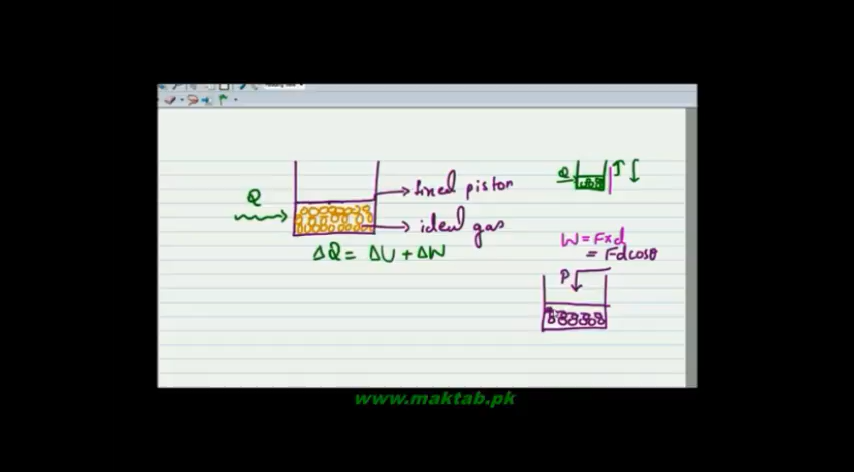 Q
fixed piston
ideal gas
ΔQ = ΔU + ΔW
Q
W = F×d
= Fdcosθ
P
www.maktab.pk